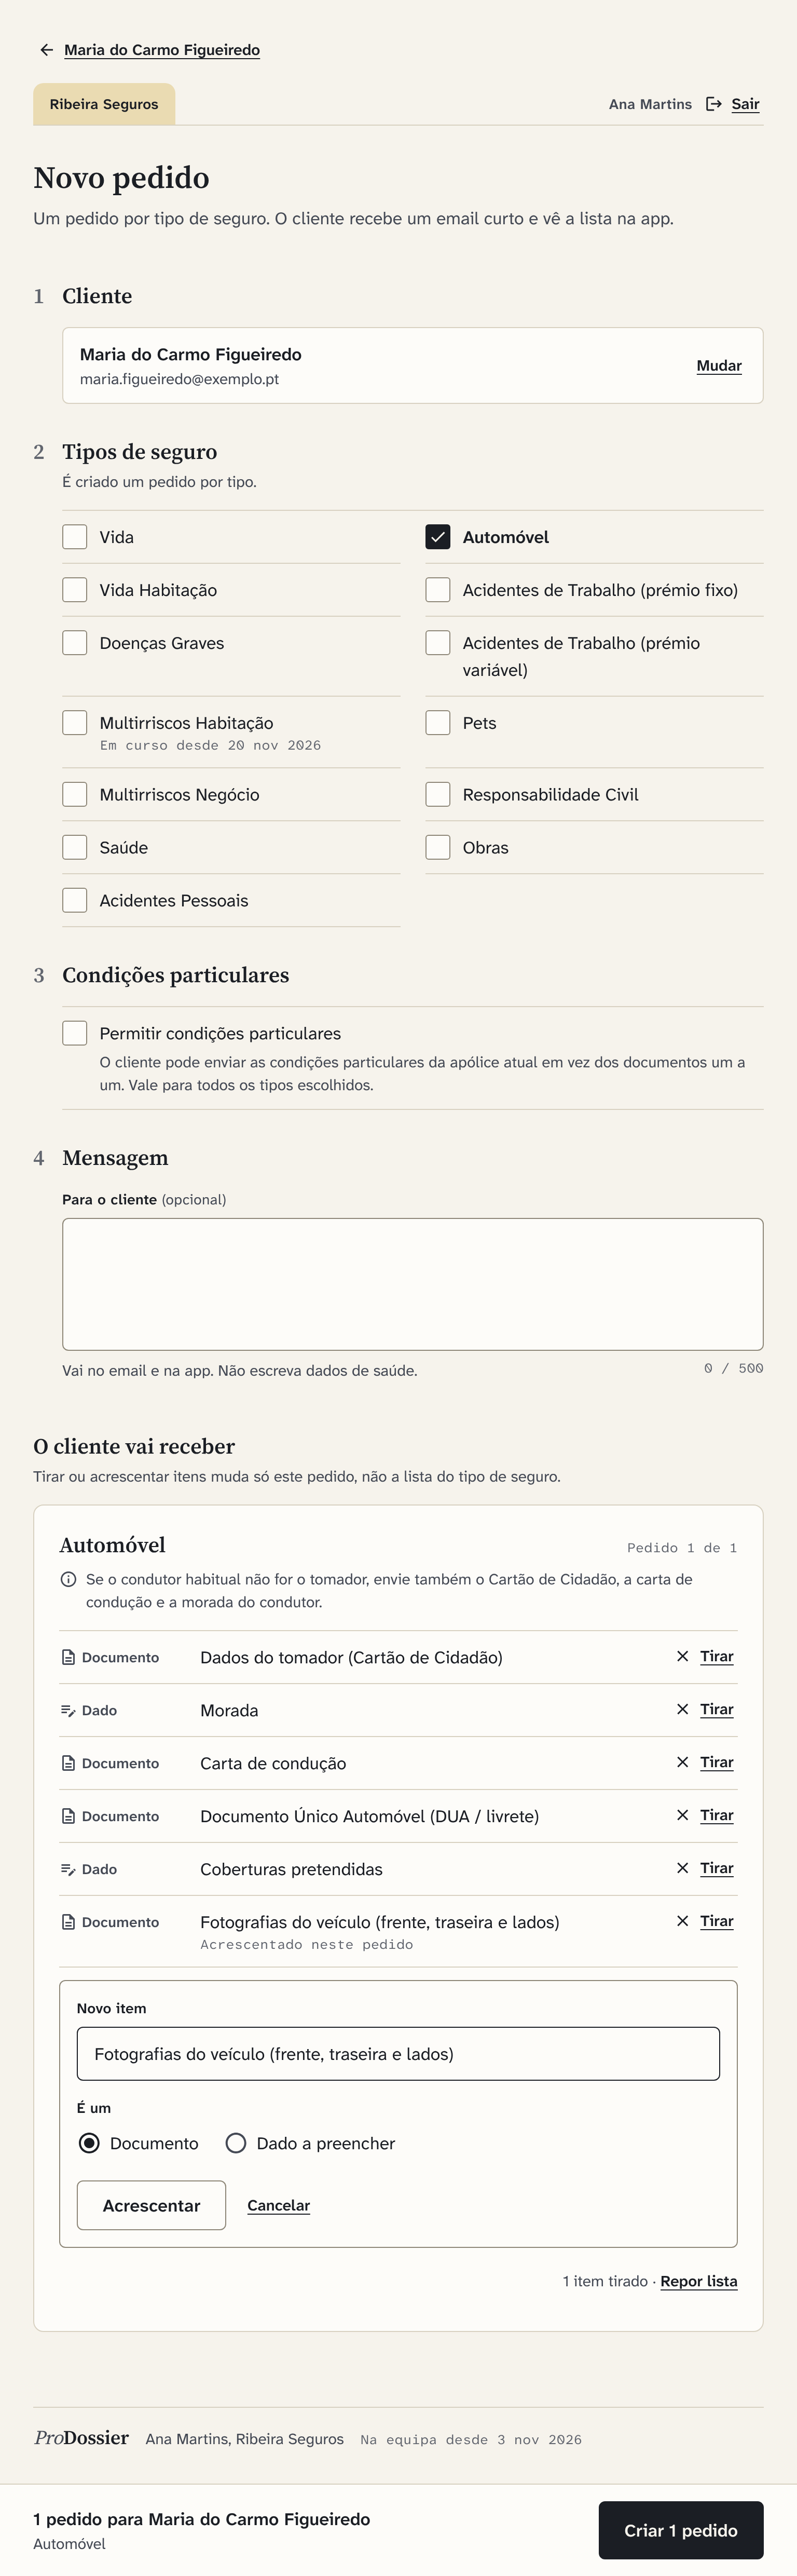 Maria do Carmo Figueiredo
Ribeira Seguros
Ana Martins Sair
Novo pedido
Um pedido por tipo de seguro. O cliente recebe um email curto e vê a lista na app.
1 Cliente
Maria do Carmo Figueiredo
maria.figueiredo@exemplo.pt
Mudar
2 Tipos de seguro
É criado um pedido por tipo.
Vida
Automóvel
Vida Habitação
Acidentes de Trabalho (prémio fixo)
Doenças Graves
Acidentes de Trabalho (prémio
variável)
Multirriscos Habitação
Em curso desde 20 nov 2026
Pets
Multirriscos Negócio
Responsabilidade Civil
Saúde
Obras
Acidentes Pessoais
3 Condições particulares
Permitir condições particulares
O cliente pode enviar as condições particulares da apólice atual em vez dos documentos um a
um. Vale para todos os tipos escolhidos.
4 Mensagem
Para o cliente (opcional)
Vai no email e na app. Não escreva dados de saúde.
0 / 500
O cliente vai receber
Tirar ou acrescentar itens muda só este pedido, não a lista do tipo de seguro.
Automóvel
Pedido 1 de 1
Se o condutor habitual não for o tomador, envie também o Cartão de Cidadão, a carta de
condução e a morada do condutor.
Documento Dados do tomador (Cartão de Cidadão) Tirar
Dado Morada Tirar
Documento Carta de condução Tirar
Documento Documento Único Automóvel (DUA / livrete) Tirar
Dado Coberturas pretendidas Tirar
Documento Fotografias do veículo (frente, traseira e lados) Tirar
Acrescentado neste pedido
Novo item
Fotografias do veículo (frente, traseira e lados)
É um
Documento Dado a preencher
Acrescentar Cancelar
1 item tirado · Repor lista
ProDossier Ana Martins, Ribeira Seguros Na equipa desde 3 nov 2026
1 pedido para Maria do Carmo Figueiredo
Automóvel
Criar 1 pedido